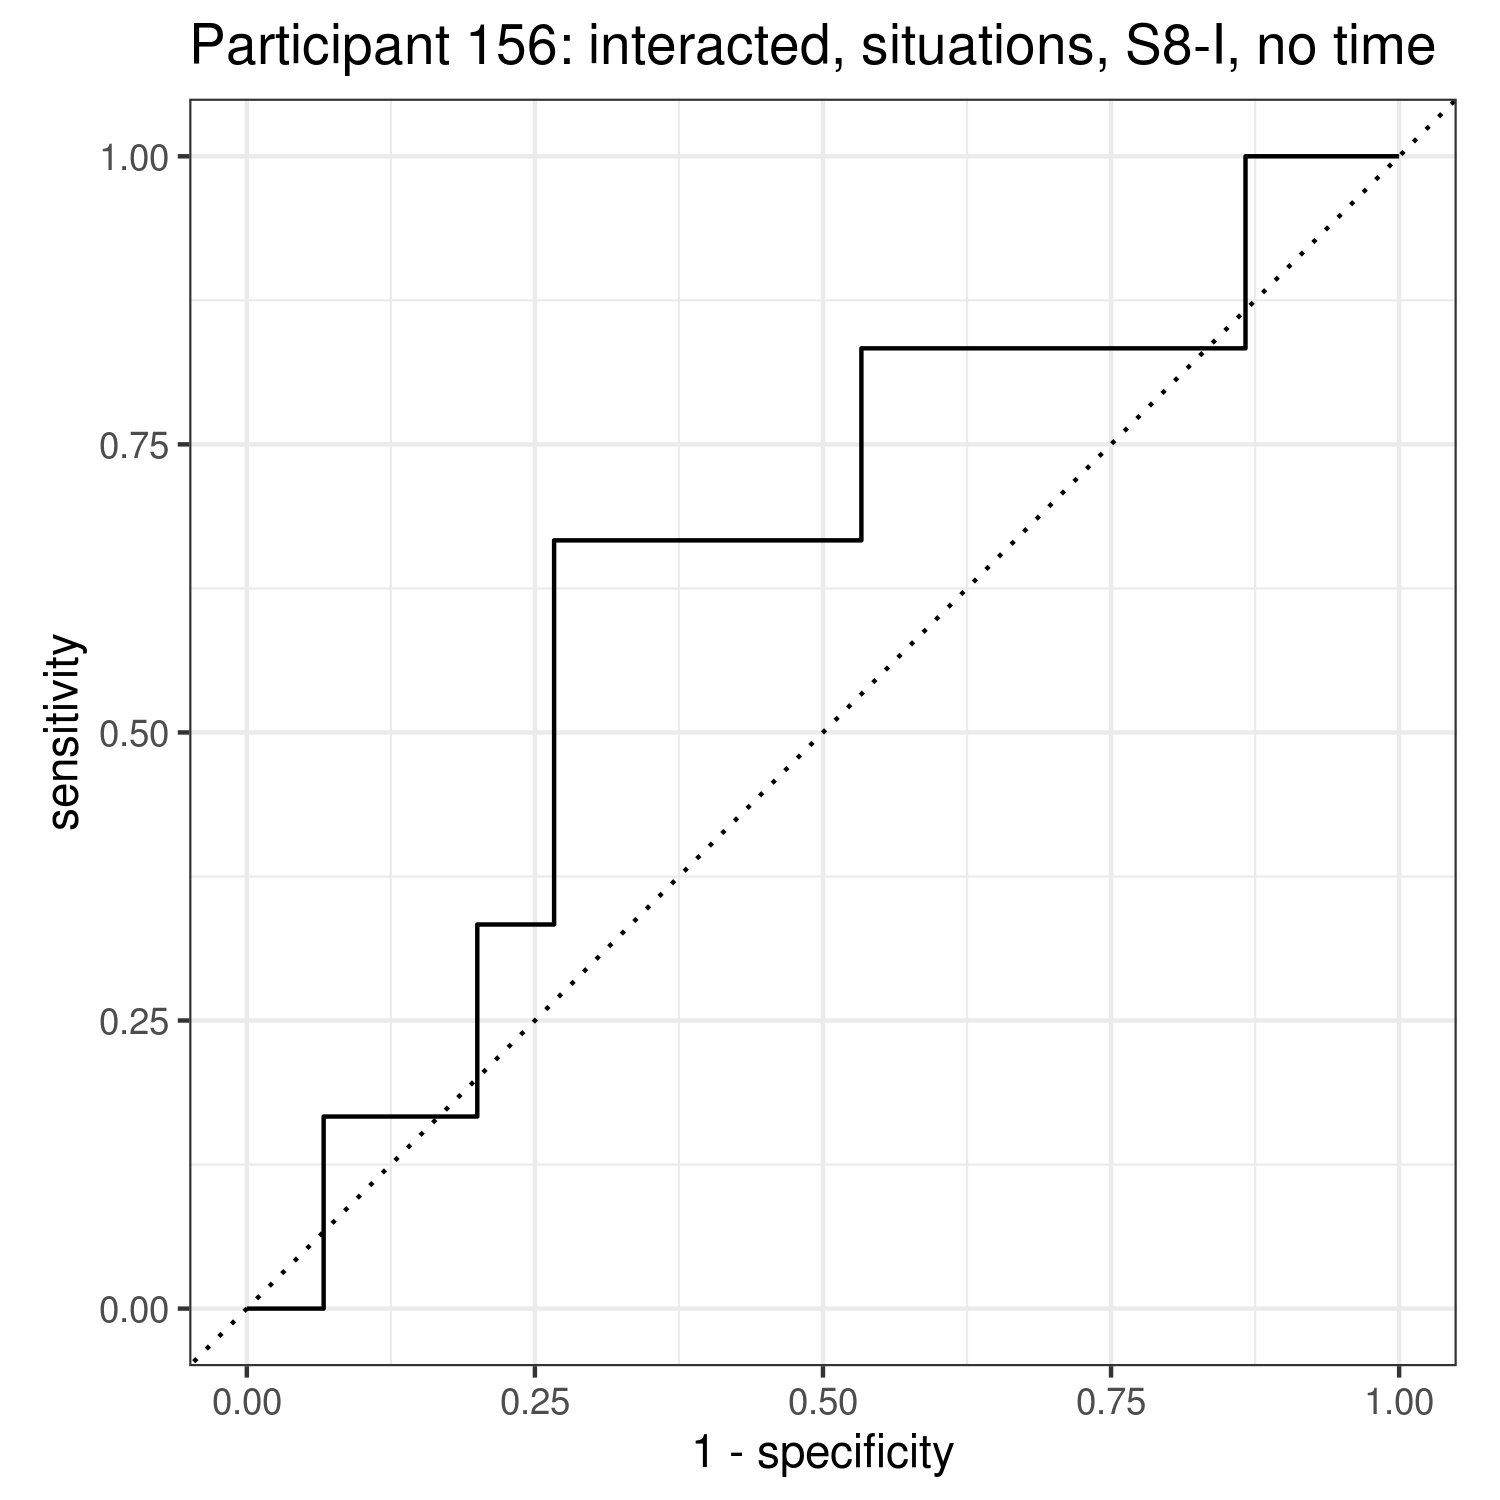 Participant 156: interacted, situations, S8-I, no time
1.00
0.75
0.50
0.25
0.00
sensitivity
0.00 0.25 0.50 0.75 1.00
1 - specificity